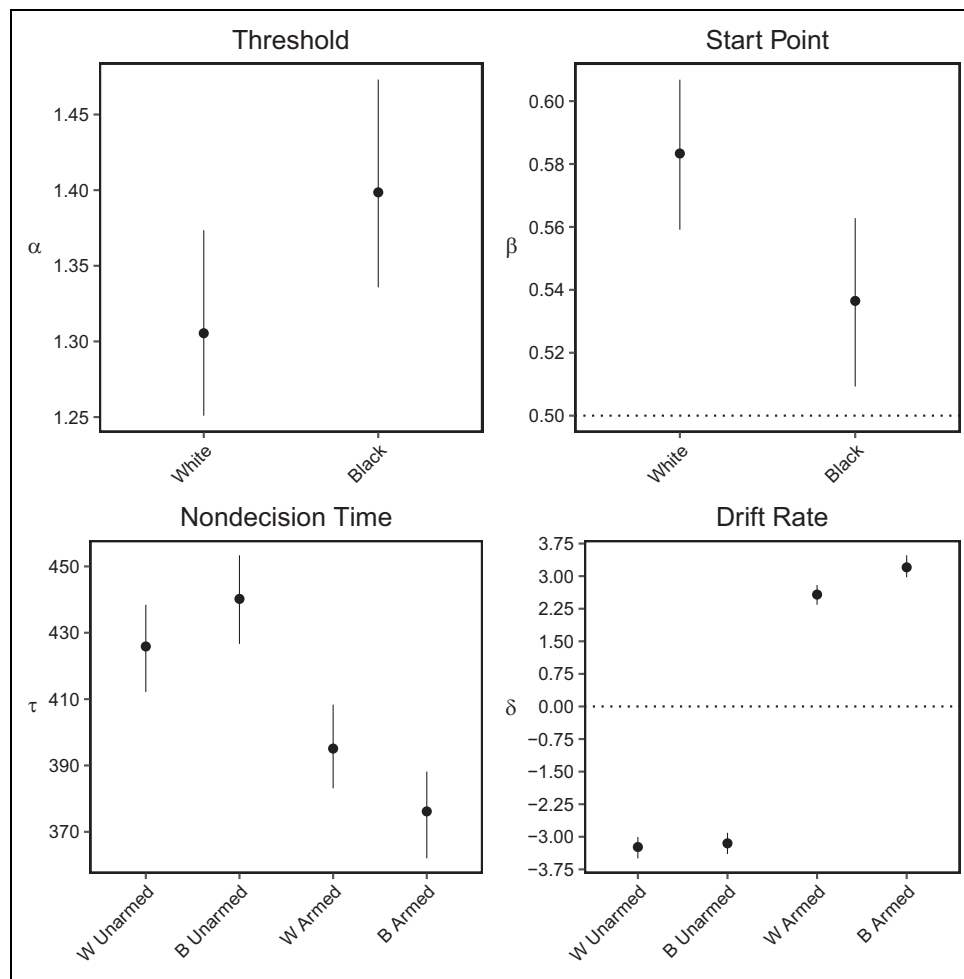 Threshold
1.45
1.40
α
1.35
1.30
1.25
White
Black
Start Point
0.60
0.58
0.56
β
0.54
0.52
0.50
White
Black
Nondecision Time
450
430
410
τ
390
370
W Unarmed
B Unarmed
W Armed
B Armed
Drift Rate
3.75
3.00
2.25
1.50
0.75
0.00
δ
−0.75
−1.50
−2.25
−3.00
−3.75
W Unarmed
B Unarmed
W Armed
B Armed